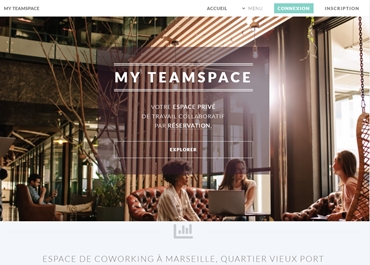 MY TEAMSPACE
ACCUEIL
MENU
CONNEXION
INSCRIPTION
MY TEAMSPACE
VOTRE ESPACE PRIVÉ
DE TRAVAIL COLLABORATIF
PAR RÉSERVATION.
EXPLORER
ESPACE DE COWORKING À MARSEILLE, QUARTIER VIEUX PORT